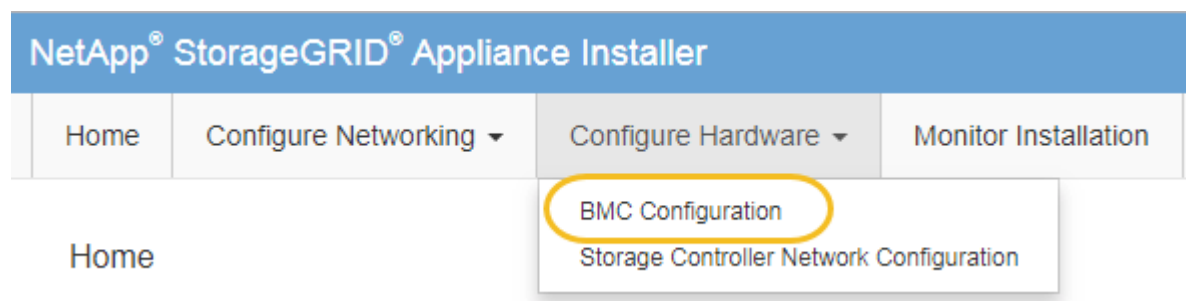 NetApp® StorageGRID® Appliance Installer
Home Configure Networking Configure Hardware Monitor Installation
BMC Configuration
Home
Storage Controller Network Configuration